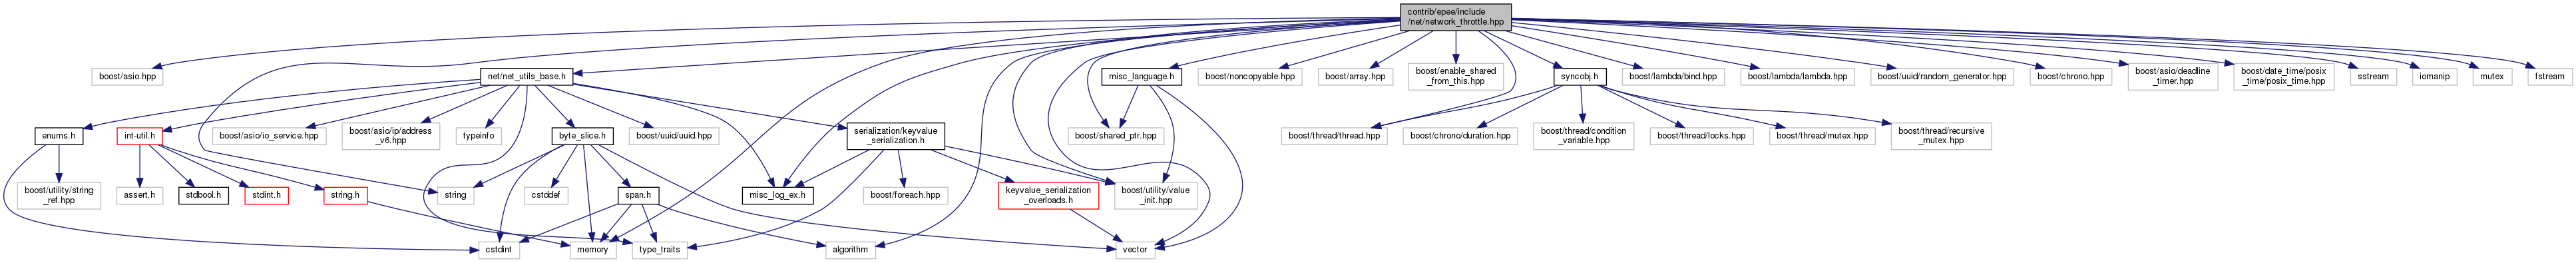 contrib/epee/include
/net/network_throttle.hpp
boost/asio.hpp
net/net_utils_base.h
misc_language.h
boost/noncopyable.hpp
boost/array.hpp
boost/enable_shared
_from_this.hpp
syncobj.h
boost/lambda/bind.hpp
boost/lambda/lambda.hpp
boost/uuid/random_generator.hpp
boost/chrono.hpp
boost/asio/deadline
_timer.hpp
boost/date_time/posix
_time/posix_time.hpp
sstream
iomanip
mutex
fstream
enums.h
int-util.h
boost/asio/io_service.hpp
boost/asio/ip/address
_v6.hpp
typeinfo
byte_slice.h
boost/uuid/uuid.hpp
serialization/keyvalue
_serialization.h
boost/shared_ptr.hpp
boost/thread/thread.hpp
boost/chrono/duration.hpp
boost/thread/condition
_variable.hpp
boost/thread/locks.hpp
boost/thread/mutex.hpp
boost/thread/recursive
_mutex.hpp
boost/utility/string
_ref.hpp
assert.h
stdbool.h
stdint.h
string.h
string
cstddef
span.h
misc_log_ex.h
boost/foreach.hpp
keyvalue_serialization
_overloads.h
boost/utility/value
_init.hpp
cstdint
memory
type_traits
algorithm
vector